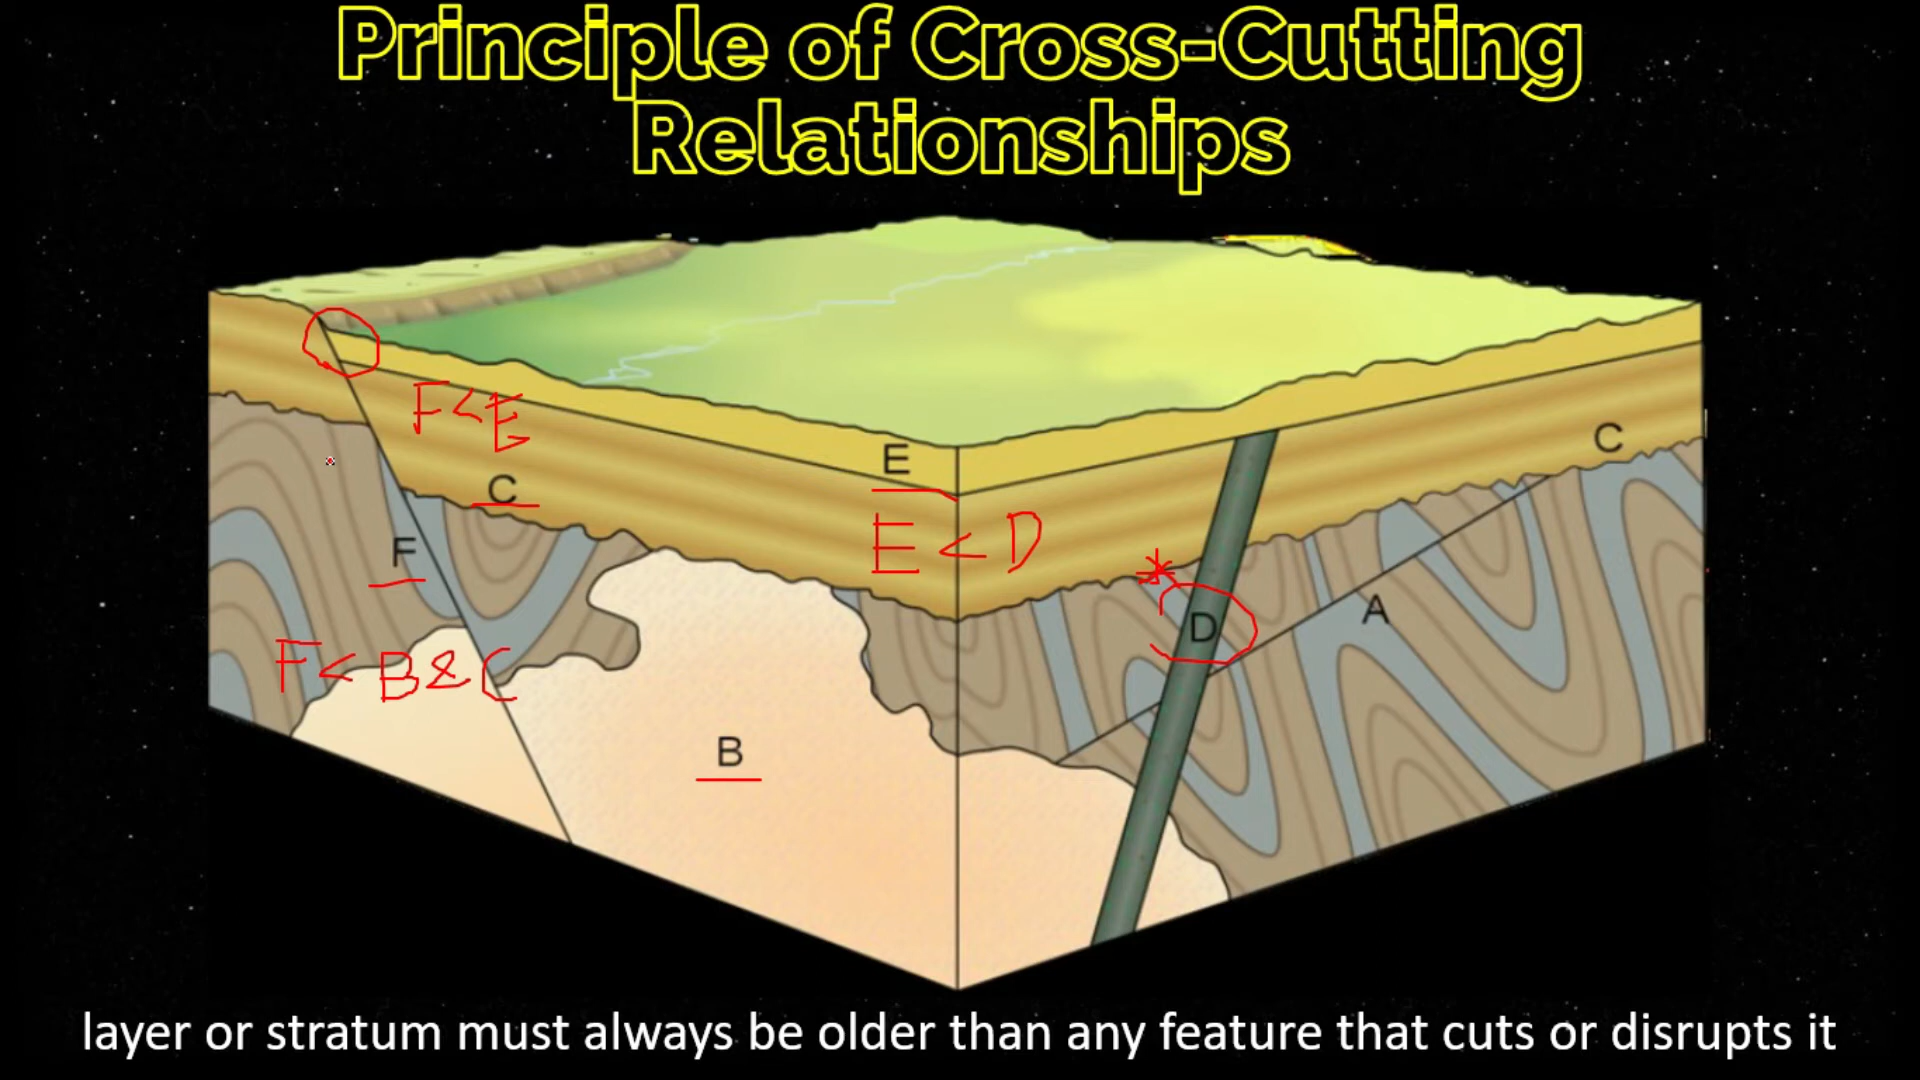 Principle of Cross-Cutting
Relationships
F<E
E
C
C
E < D
F
D
A
F< B & C
B
layer or stratum must always be older than any feature that cuts or disrupts it